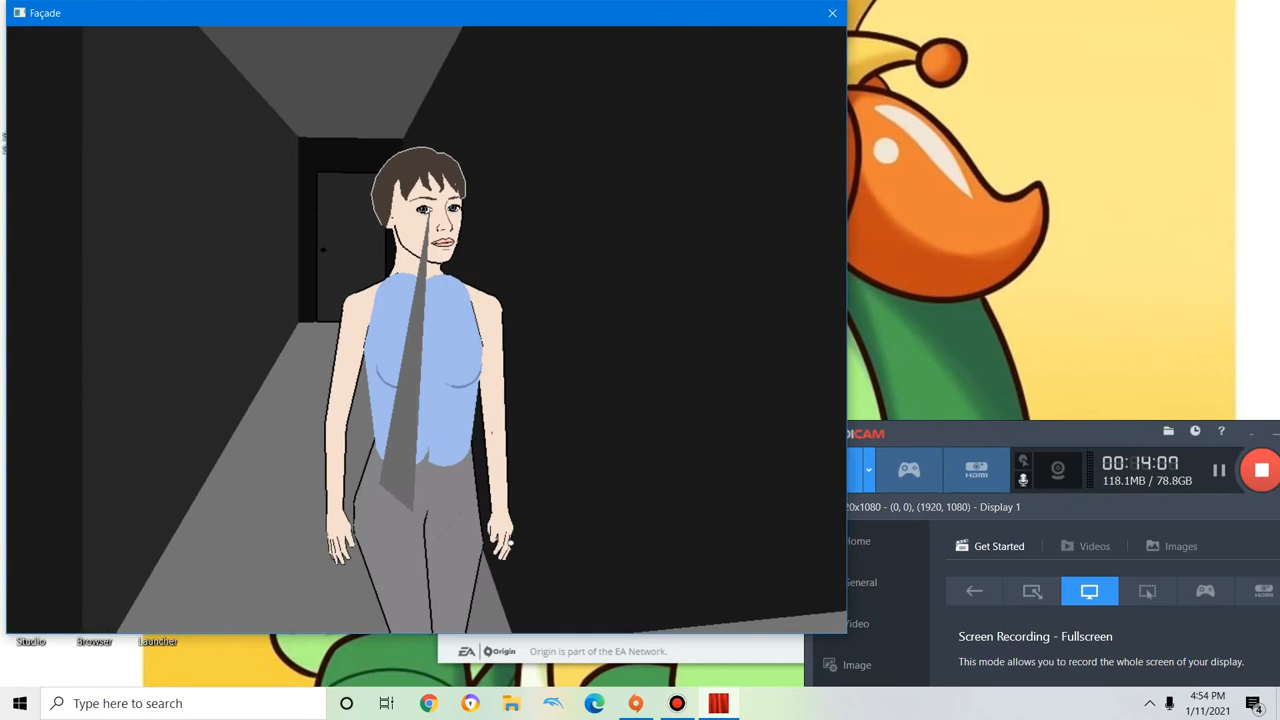 Façade
DICAM
00:14:07
118.1MB / 78.8GB
HDMI
20x1080 - (0, 0), (1920, 1080) - Display 1
Home
Get Started
Videos
Images
General
HDMI
Video
Screen Recording - Fullscreen
This mode allows you to record the whole screen of your display.
Image
Studio
Browser
Launcher
EA
Origin
Origin is part of the EA Network.
Type here to search
4:54 PM
1/11/2021
4